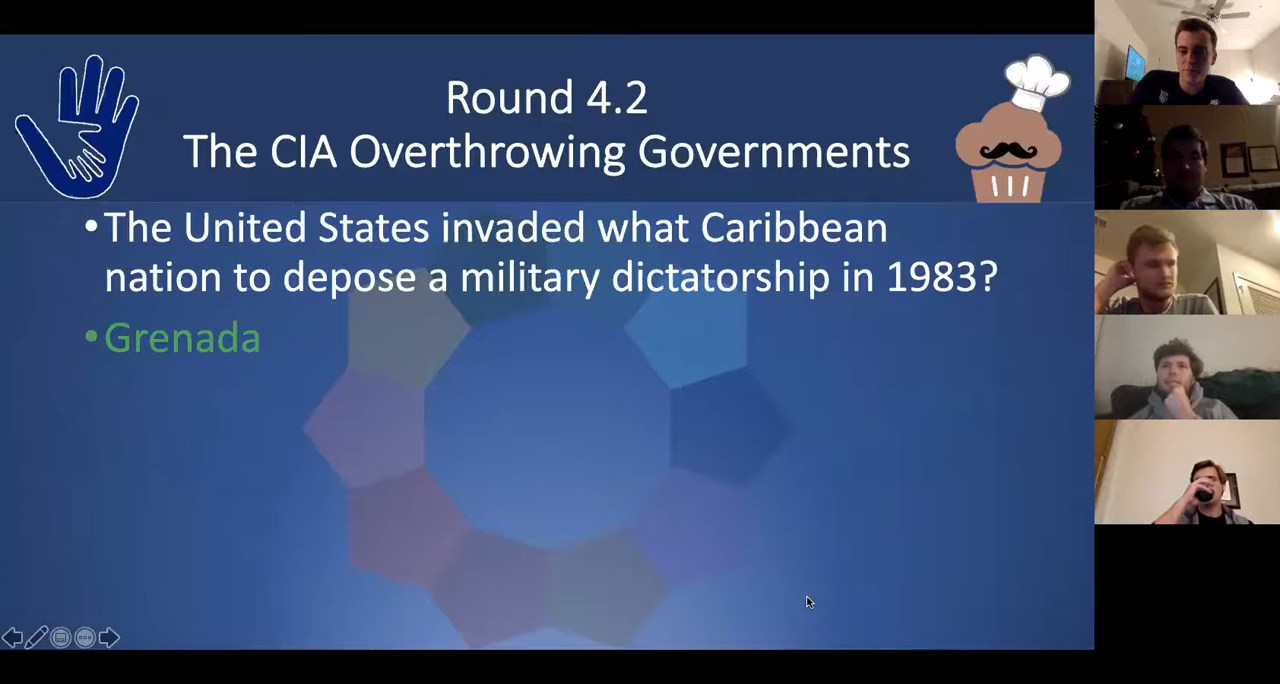 Round 4.2
The CIA Overthrowing Governments
•The United States invaded what Caribbean
nation to depose a military dictatorship in 1983?
•Grenada